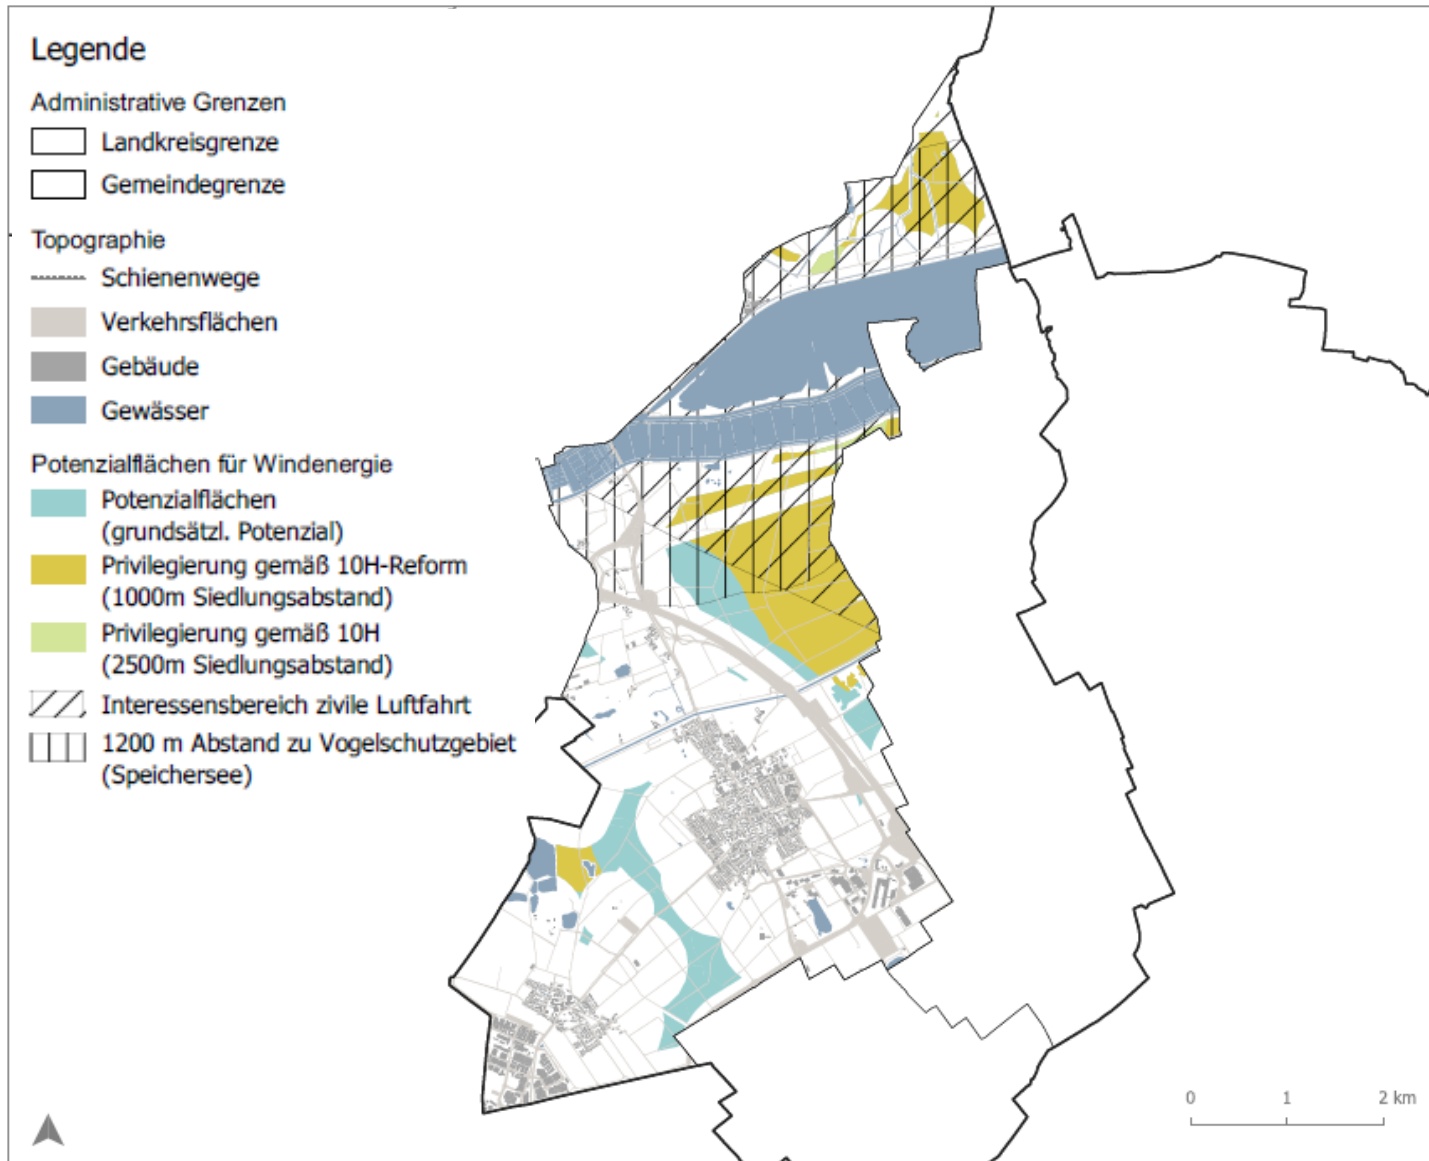 Legende
Administrative Grenzen
Landkreisgrenze
Gemeindegrenze
Topographie
Schienenwege
Verkehrsflächen
Gebäude
Gewässer
Potenzialflächen für Windenergie
Potenzialflächen
(grundsätzl. Potenzial)
Privilegierung gemäß 10H-Reform
(1000m Siedlungsabstand)
Privilegierung gemäß 10H
(2500m Siedlungsabstand)
Interessensbereich zivile Luftfahrt
1200 m Abstand zu Vogelschutzgebiet
(Speichersee)
0 1 2 km